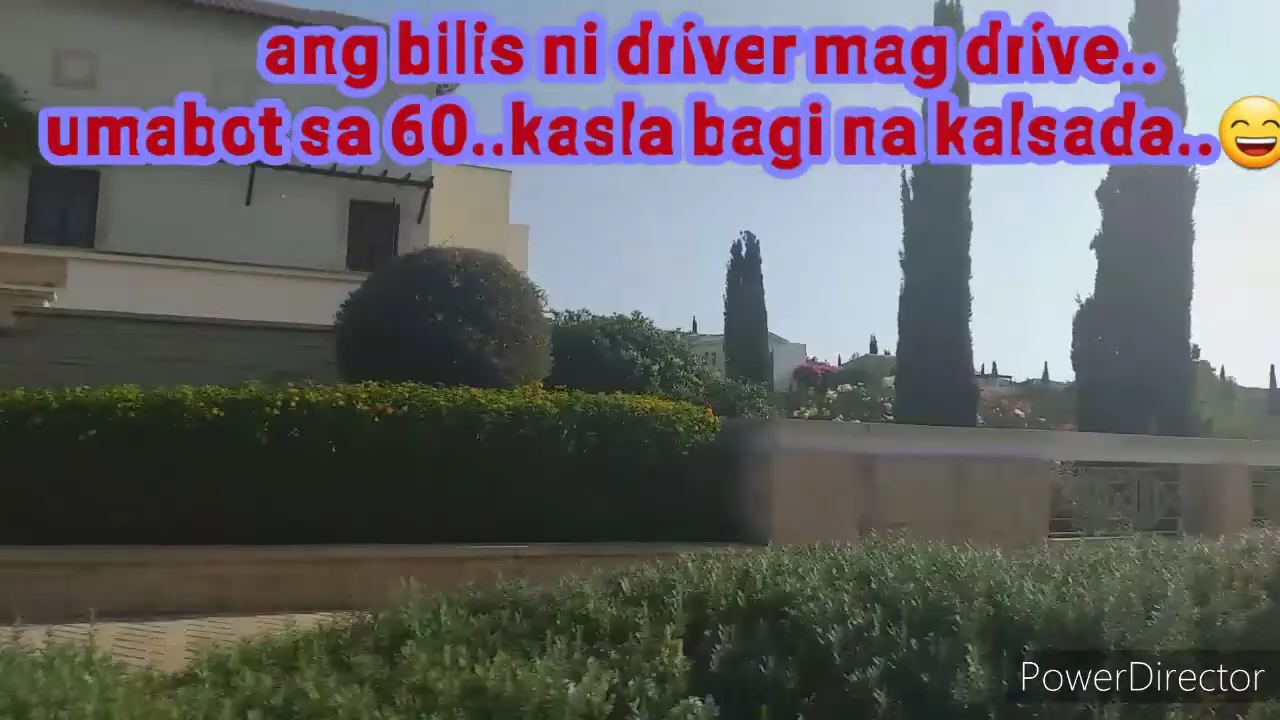 ang bilis ni driver mag drive..
umabot sa 60..kasla bagi na kalsada..😄
PowerDirector